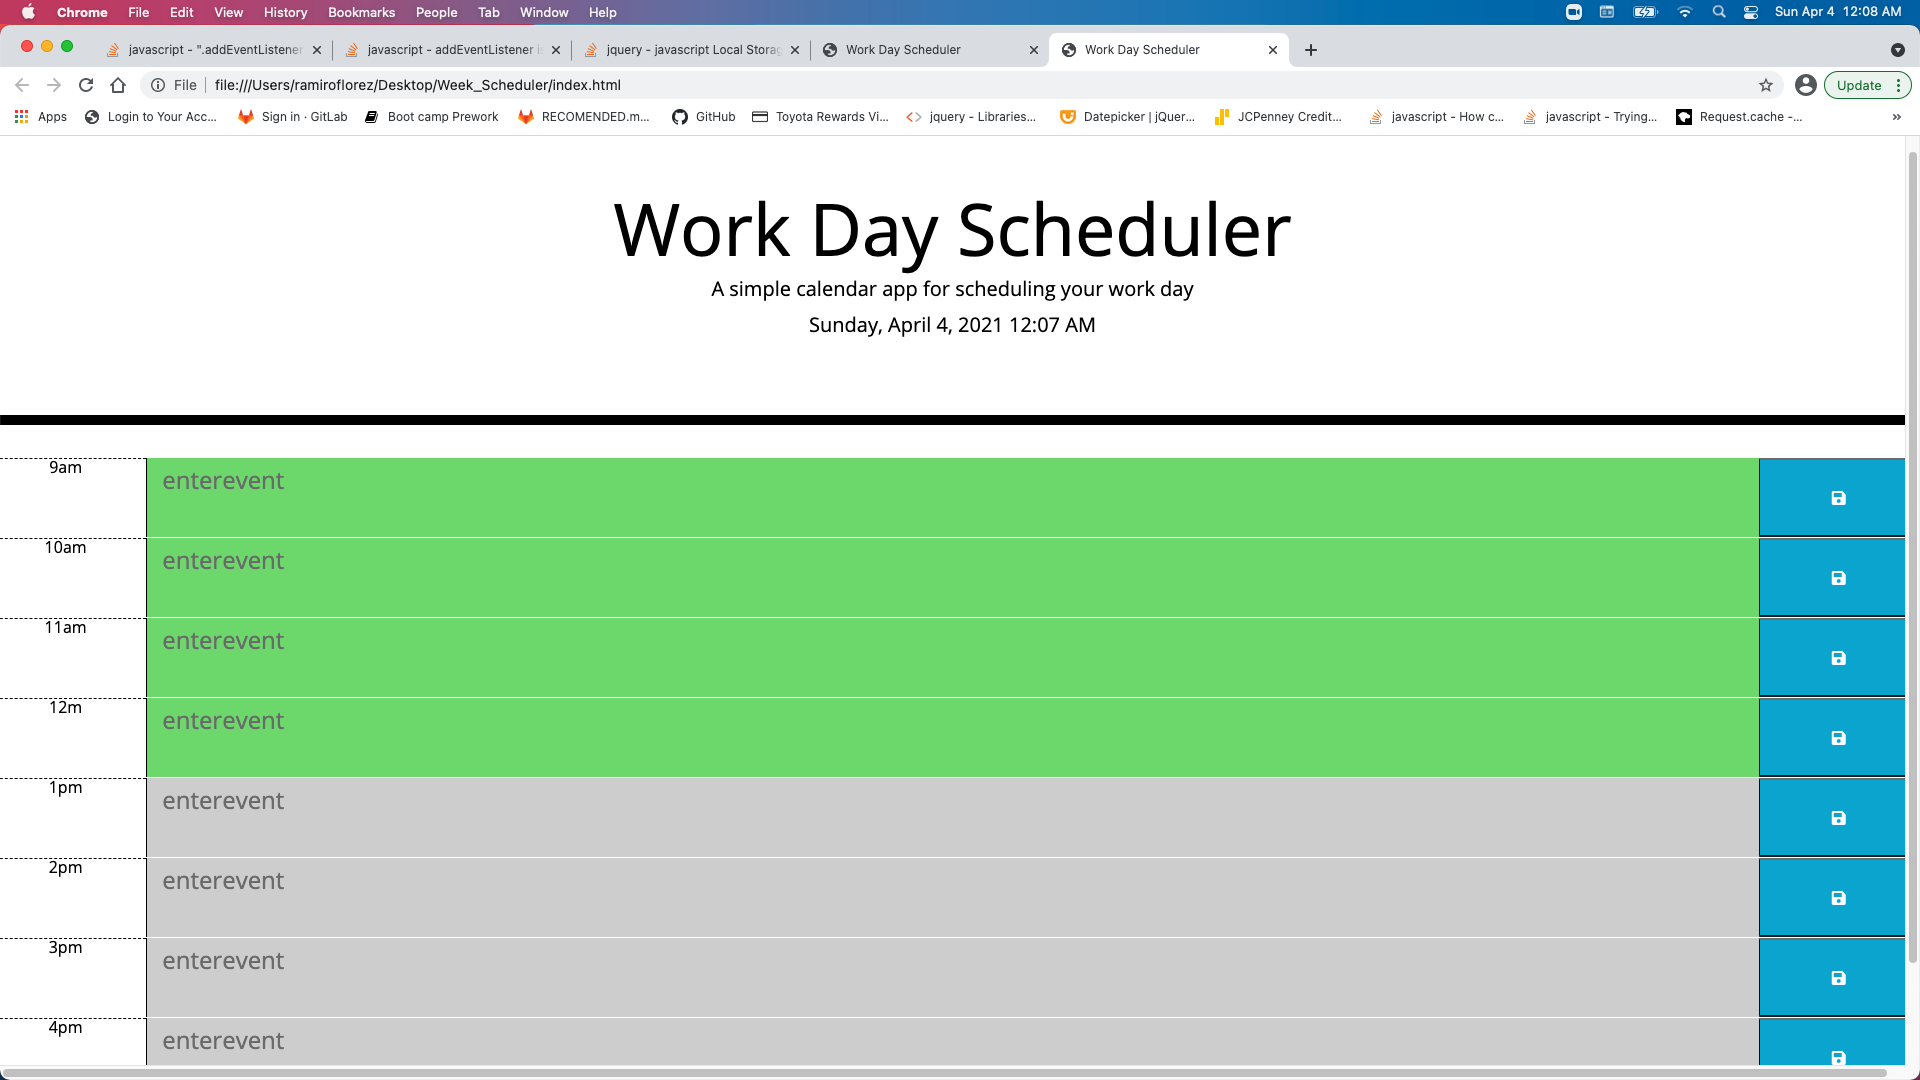 Chrome File Edit View History Bookmarks People Tab Window Help Sun Apr 4 12:08 AM
javascript - ".addEventListener javascript - addEventListener i jquery - javascript Local Storag Work Day Scheduler Work Day Scheduler
File file:///Users/ramiroflorez/Desktop/Week_Scheduler/index.html Update
Apps Login to Your Acc... Sign in · GitLab Boot camp Prework RECOMENDED.m... GitHub Toyota Rewards Vi... jquery - Libraries... Datepicker | jQuer... JCPenney Credit... javascript - How c... javascript - Trying... Request.cache -... »
Work Day Scheduler
A simple calendar app for scheduling your work day
Sunday, April 4, 2021 12:07 AM
9am enterevent
10am enterevent
11am enterevent
12m enterevent
1pm enterevent
2pm enterevent
3pm enterevent
4pm enterevent